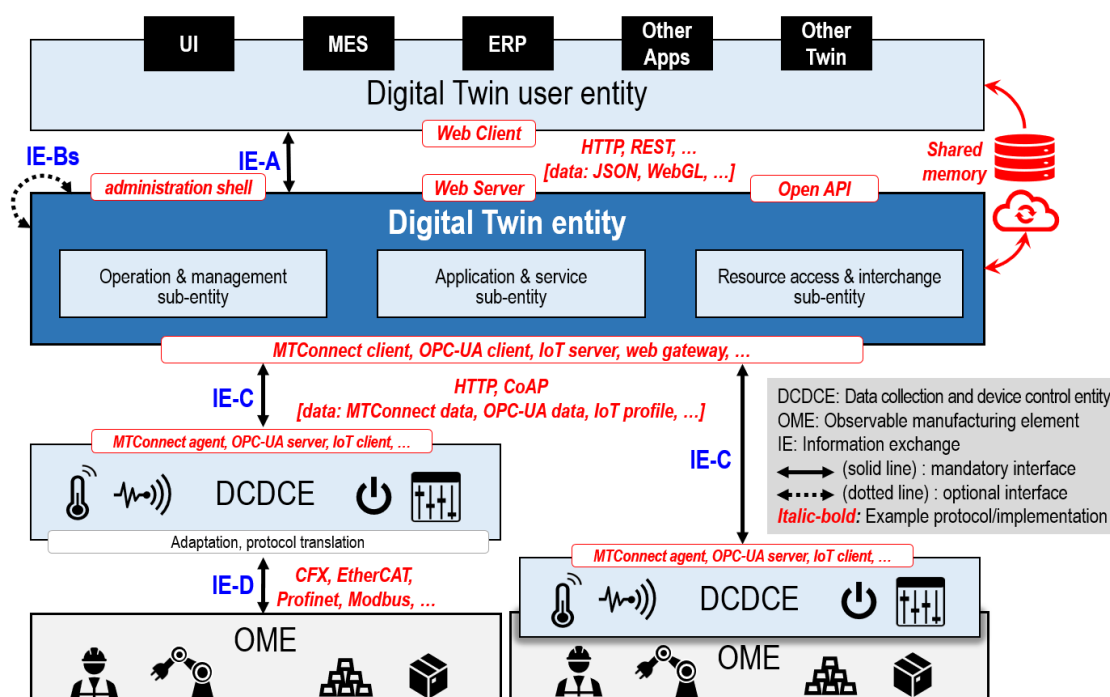 UI
MES
ERP
Other
Apps
Other
Twin
Digital Twin user entity
Web Client
IE-Bs
IE-A
HTTP, REST, …
[data: JSON, WebGL, …]
Shared
memory
administration shell
Web Server
Open API
Digital Twin entity
Operation & management
sub-entity
Application & service
sub-entity
Resource access & interchange
sub-entity
MTConnect client, OPC-UA client, IoT server, web gateway, …
IE-C
HTTP, CoAP
[data: MTConnect data, OPC-UA data, IoT profile, …]
IE-C
DCDCE: Data collection and device control entity
OME: Observable manufacturing element
IE: Information exchange
(solid line) : mandatory interface
(dotted line) : optional interface
Italic-bold: Example protocol/implementation
MTConnect agent, OPC-UA server, IoT client, …
DCDCE
Adaptation, protocol translation
IE-D
CFX, EtherCAT,
Profinet, Modbus, …
OME
MTConnect agent, OPC-UA server, IoT client, …
DCDCE
OME